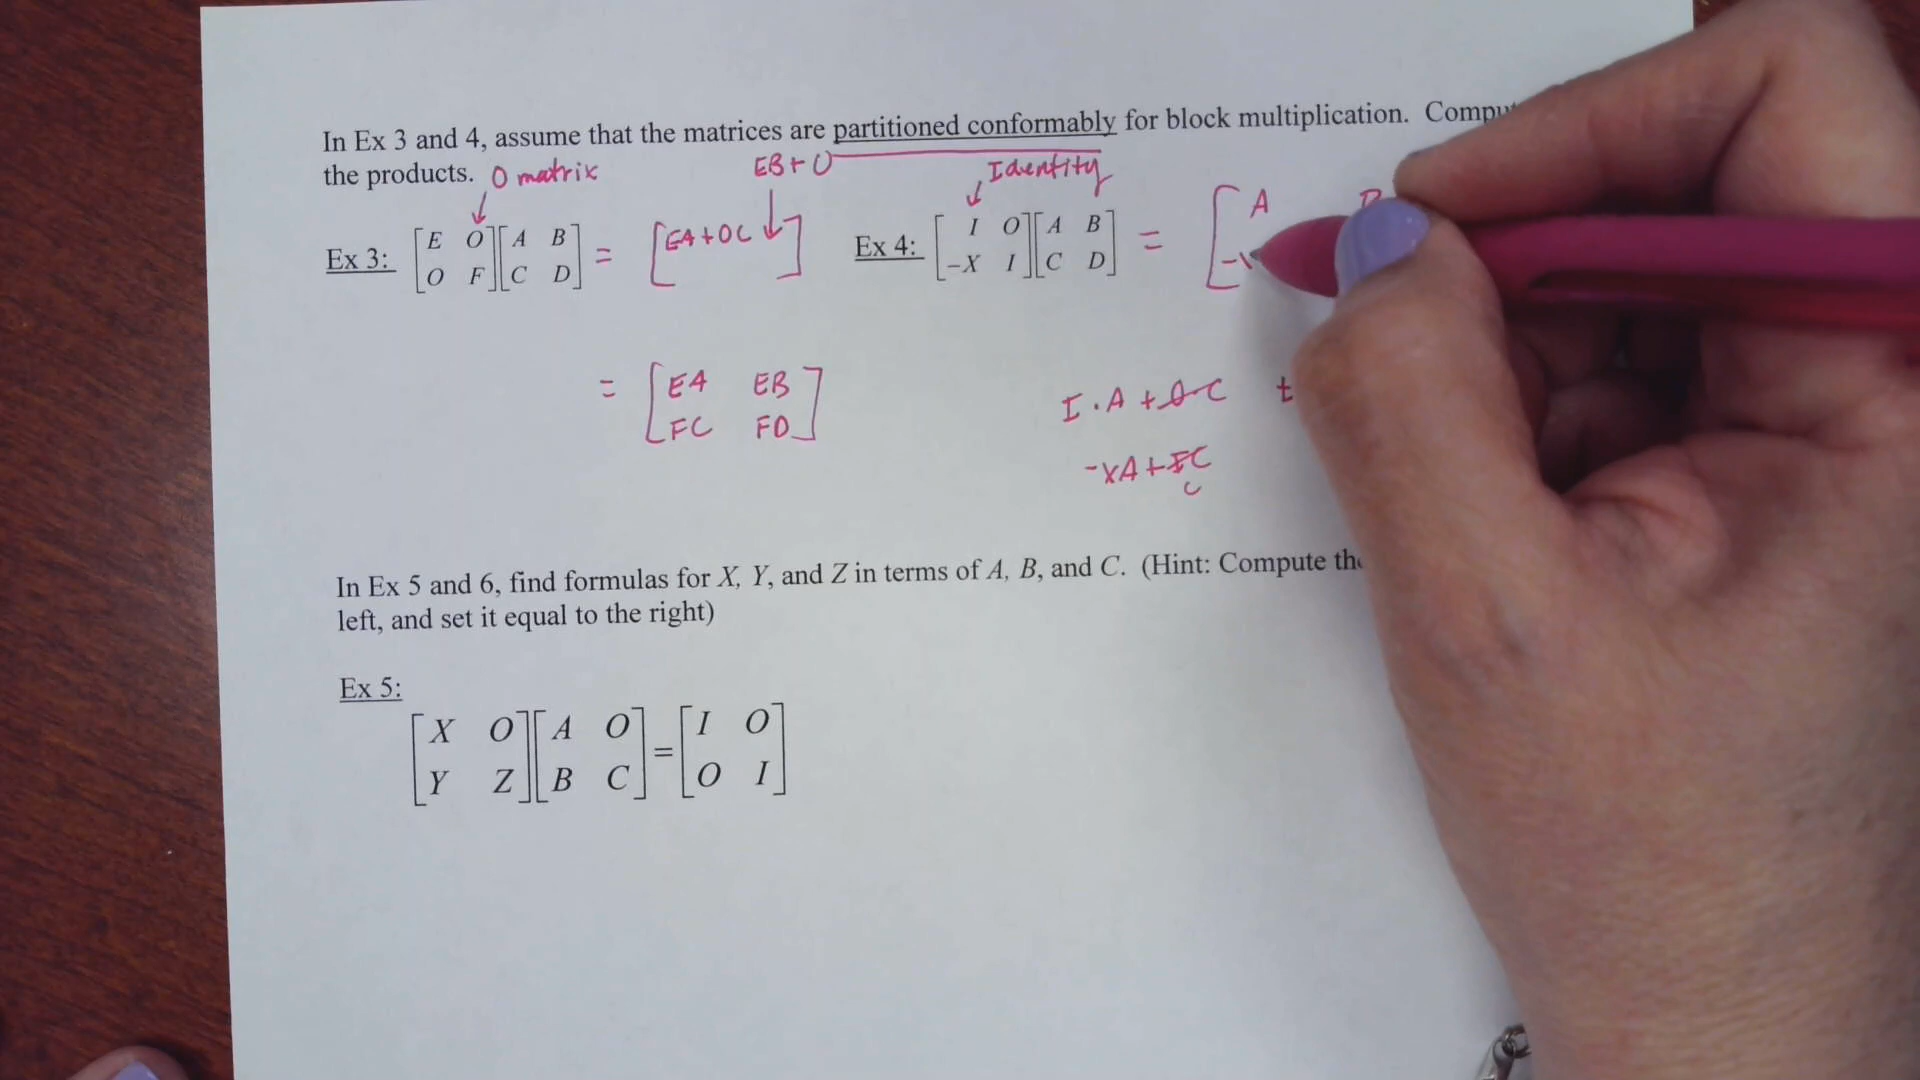 In Ex 3 and 4, assume that the matrices are partitioned conformably for block multiplication. Comput
the products. O matrix EB + O Identity
Ex 3: [E O; O F][A B; C D] = [EA + OC ] Ex 4: [I O; -X I][A B; C D] = [A B; -
= [EA EB; FC FD]
I · A + OC t
-XA + IC
C
In Ex 5 and 6, find formulas for X, Y, and Z in terms of A, B, and C. (Hint: Compute the
left, and set it equal to the right)
Ex 5:
[X O; Y Z][A O; B C] = [I O; O I]